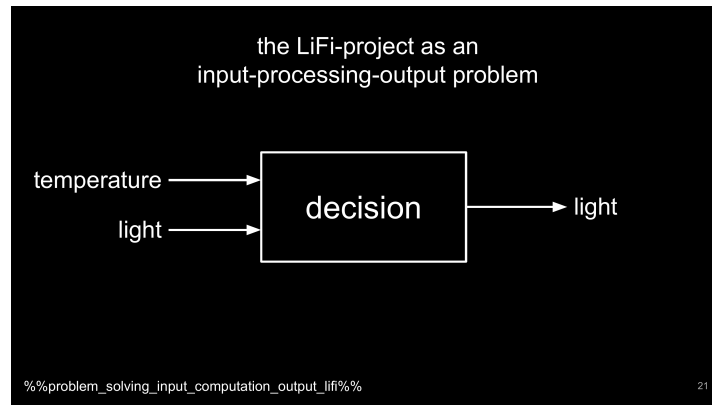 the LiFi-project as an
input-processing-output problem
temperature
light
decision
light
%%problem_solving_input_computation_output_lifi%%
21